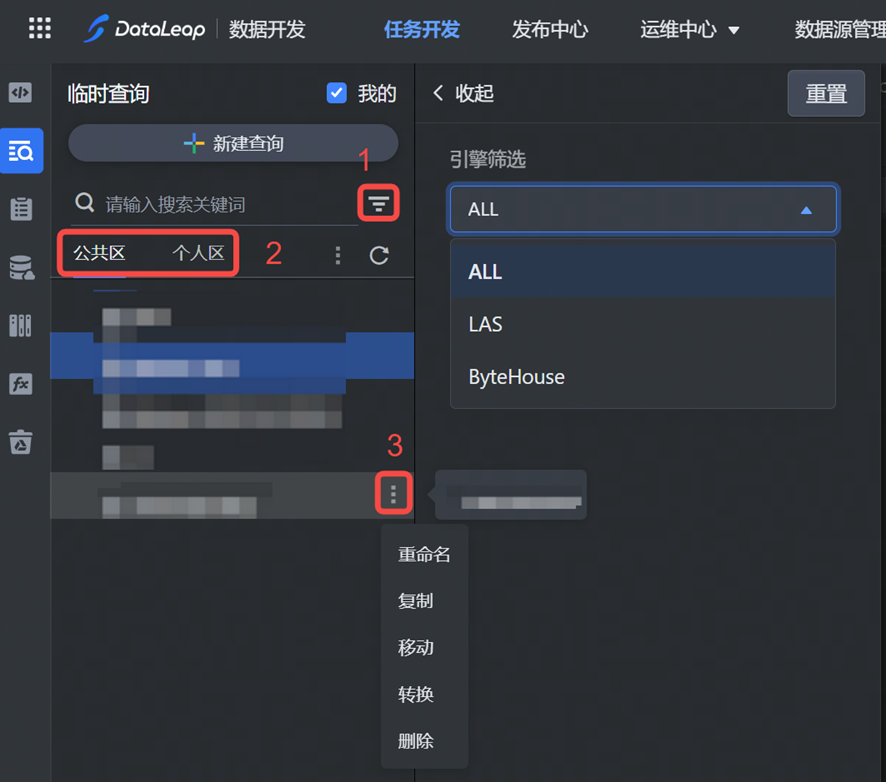 DataLeap 数据开发 任务开发 发布中心 运维中心 数据源管理
临时查询 我的
收起 重置
新建查询
1
引擎筛选
请输入搜索关键词
ALL
公共区 个人区 2
ALL
LAS
ByteHouse
3
重命名
复制
移动
转换
删除